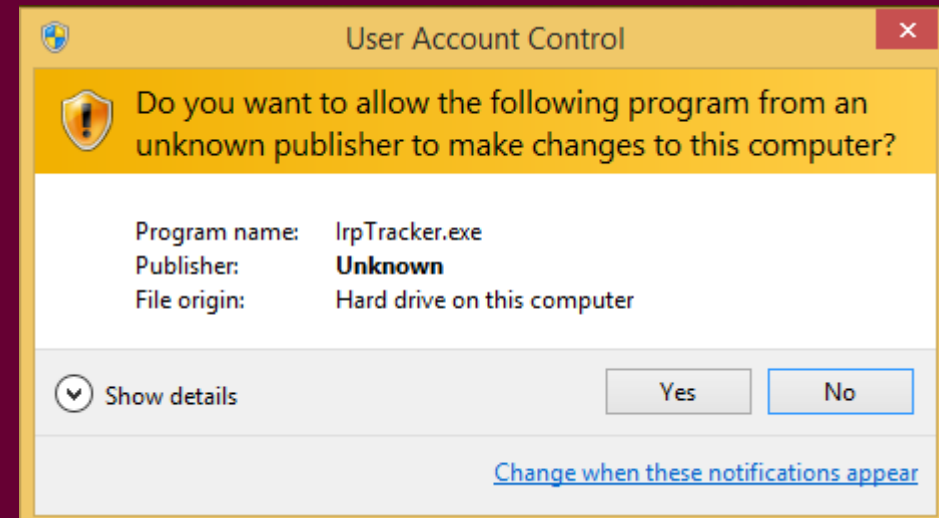 User Account Control
Do you want to allow the following program from an
unknown publisher to make changes to this computer?
Program name: IrpTracker.exe
Publisher: Unknown
File origin: Hard drive on this computer
Show details
Yes
No
Change when these notifications appear